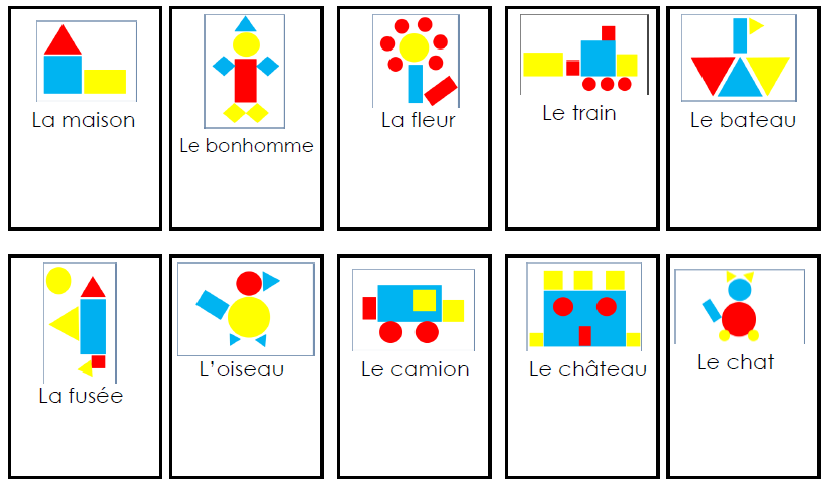 La maison
Le bonhomme
La fleur
Le train
Le bateau
La fusée
L'oiseau
Le camion
Le château
Le chat